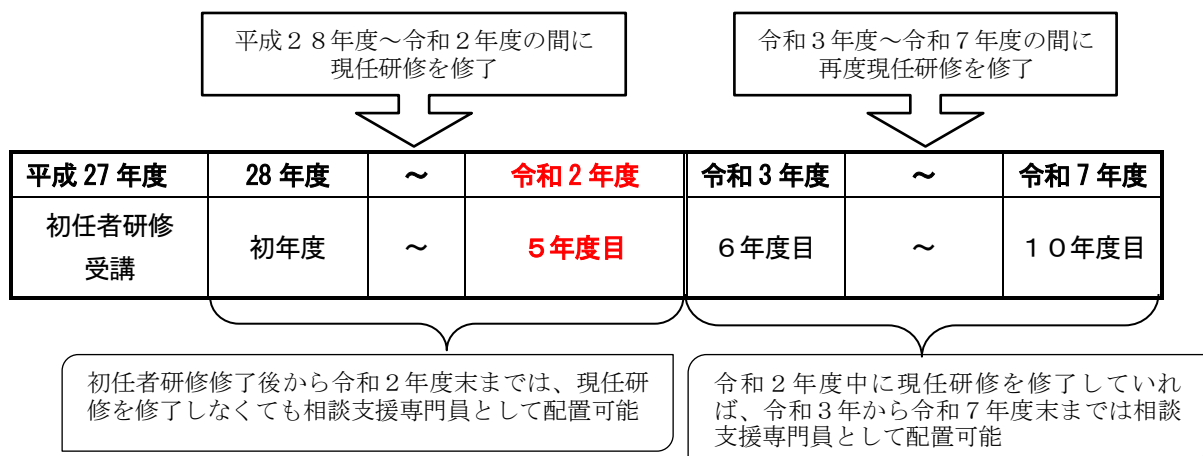 平成２８年度～令和２年度の間に
現任研修を修了
令和３年度～令和７年度の間に
再度現任研修を修了
平成 27 年度 28 年度 ～ 令和 2 年度 令和 3 年度 ～ 令和 7 年度
初任者研修
受講
初年度 ～ ５年度目 ６年度目 ～ １０年度目
初任者研修修了後から令和２年度末までは、現任研
修を修了しなくても相談支援専門員として配置可能
令和２年度中に現任研修を修了していれ
ば、令和３年から令和７年度末までは相談
支援専門員として配置可能